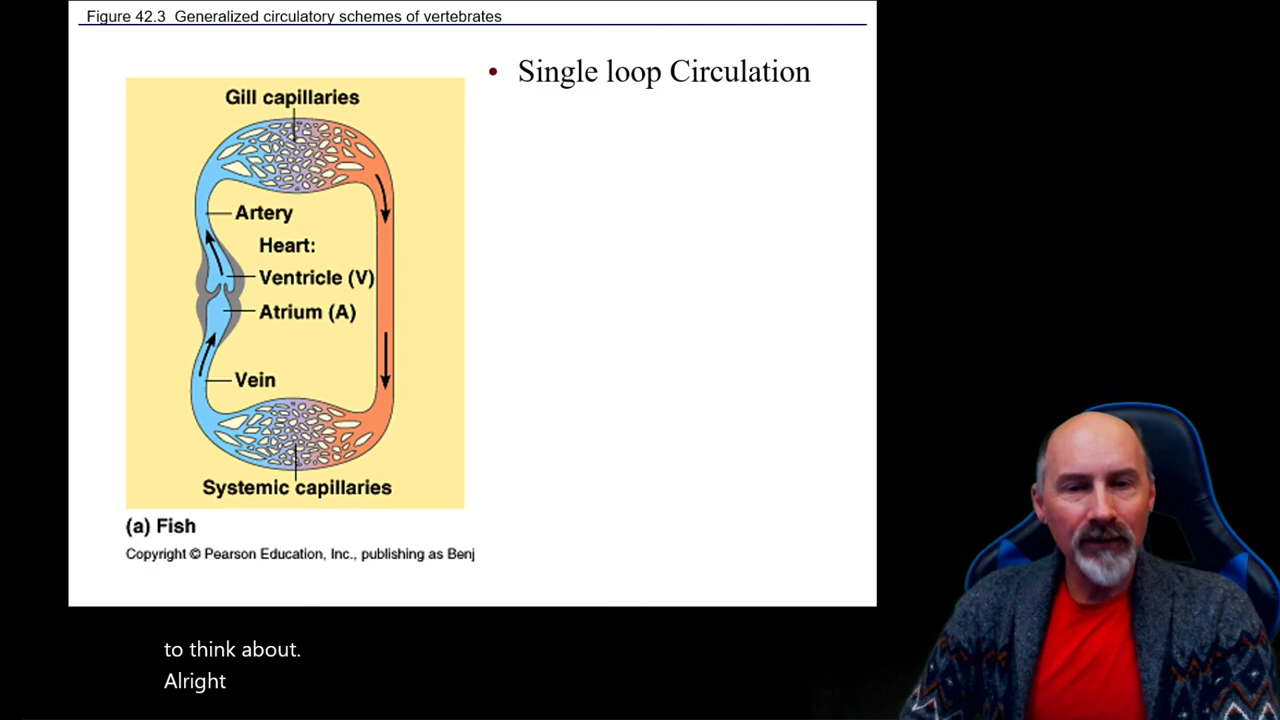 Figure 42.3 Generalized circulatory schemes of vertebrates
• Single loop Circulation
Gill capillaries
Artery
Heart:
Ventricle (V)
Atrium (A)
Vein
Systemic capillaries
(a) Fish
Copyright © Pearson Education, Inc., publishing as Benj
to think about.
Alright